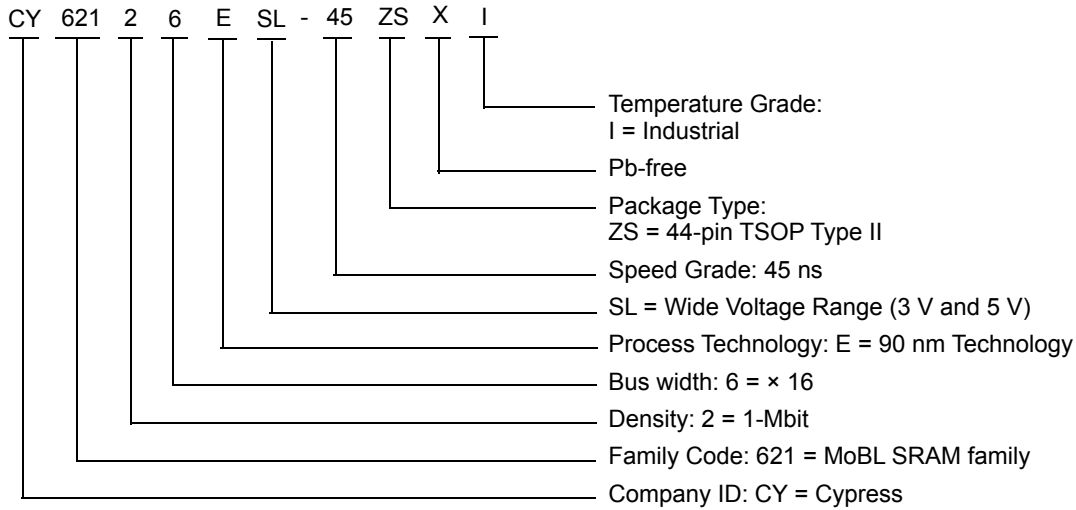 CY 621 2 6 E SL - 45 ZS X I
Temperature Grade:
I = Industrial
Pb-free
Package Type:
ZS = 44-pin TSOP Type II
Speed Grade: 45 ns
SL = Wide Voltage Range (3 V and 5 V)
Process Technology: E = 90 nm Technology
Bus width: 6 = × 16
Density: 2 = 1-Mbit
Family Code: 621 = MoBL SRAM family
Company ID: CY = Cypress